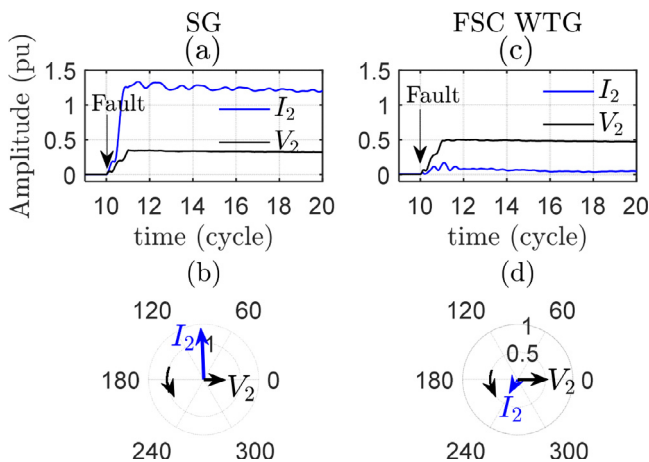 SG
FSC WTG
(a)
(c)
Amplitude (pu)
1.5
1
0.5
0
Fault
I₂
V₂
10 12 14 16 18 20
time (cycle)
1.5
1
0.5
0
Fault
I₂
V₂
10 12 14 16 18 20
time (cycle)
(b)
120 60
180 0
240 300
1
I₂
V₂
(d)
120 60
180 0
240 300
1
0.5
I₂
V₂